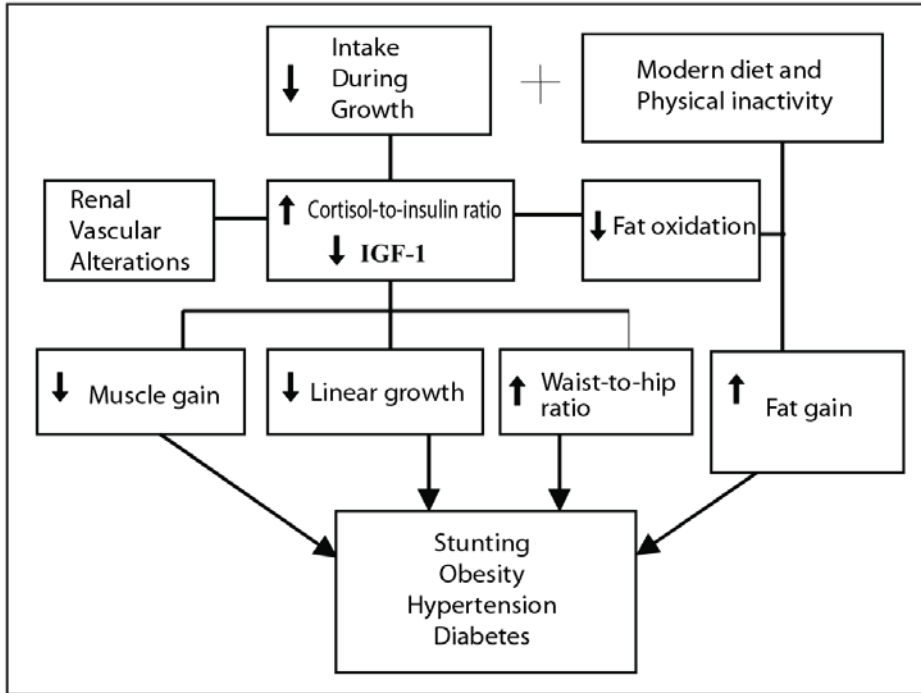 Intake
During
Growth
Modern diet and
Physical inactivity
Renal
Vascular
Alterations
Cortisol-to-insulin ratio
IGF-1
Fat oxidation
Muscle gain
Linear growth
Waist-to-hip
ratio
Fat gain
Stunting
Obesity
Hypertension
Diabetes